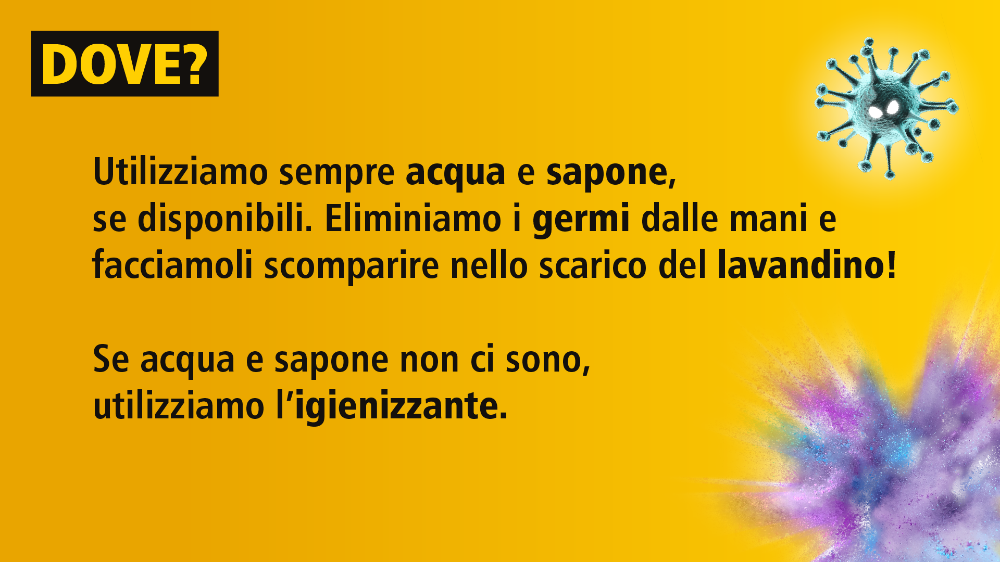 DOVE?
Utilizziamo sempre acqua e sapone,
se disponibili. Eliminiamo i germi dalle mani e
facciamoli scomparire nello scarico del lavandino!
Se acqua e sapone non ci sono,
utilizziamo l’igienizzante.